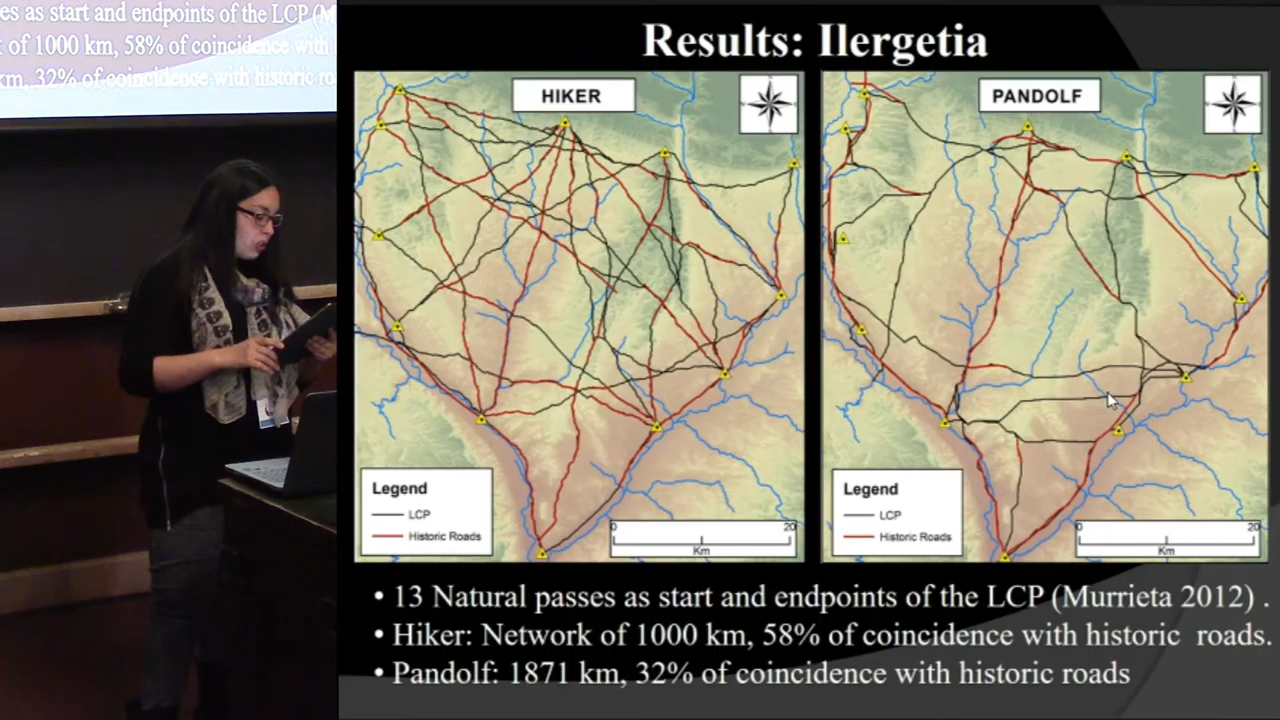 es as start and endpoints of the LCP (M
of 1000 km, 58% of coincidence with
km, 32% of coincidence with historic ro
Results: Ilergetia
HIKER
PANDOLF
Legend
LCP
Historic Roads
0 20
Km
Legend
LCP
Historic Roads
0 20
Km
• 13 Natural passes as start and endpoints of the LCP (Murrieta 2012) .
• Hiker: Network of 1000 km, 58% of coincidence with historic roads.
• Pandolf: 1871 km, 32% of coincidence with historic roads